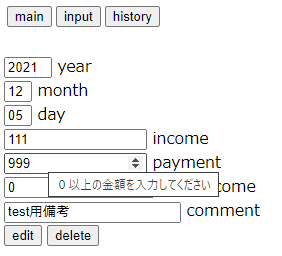 main input history
2021 year
12 month
05 day
111 income
999 payment
0 以上の金額を入力してください
0 come
test用備考 comment
edit delete